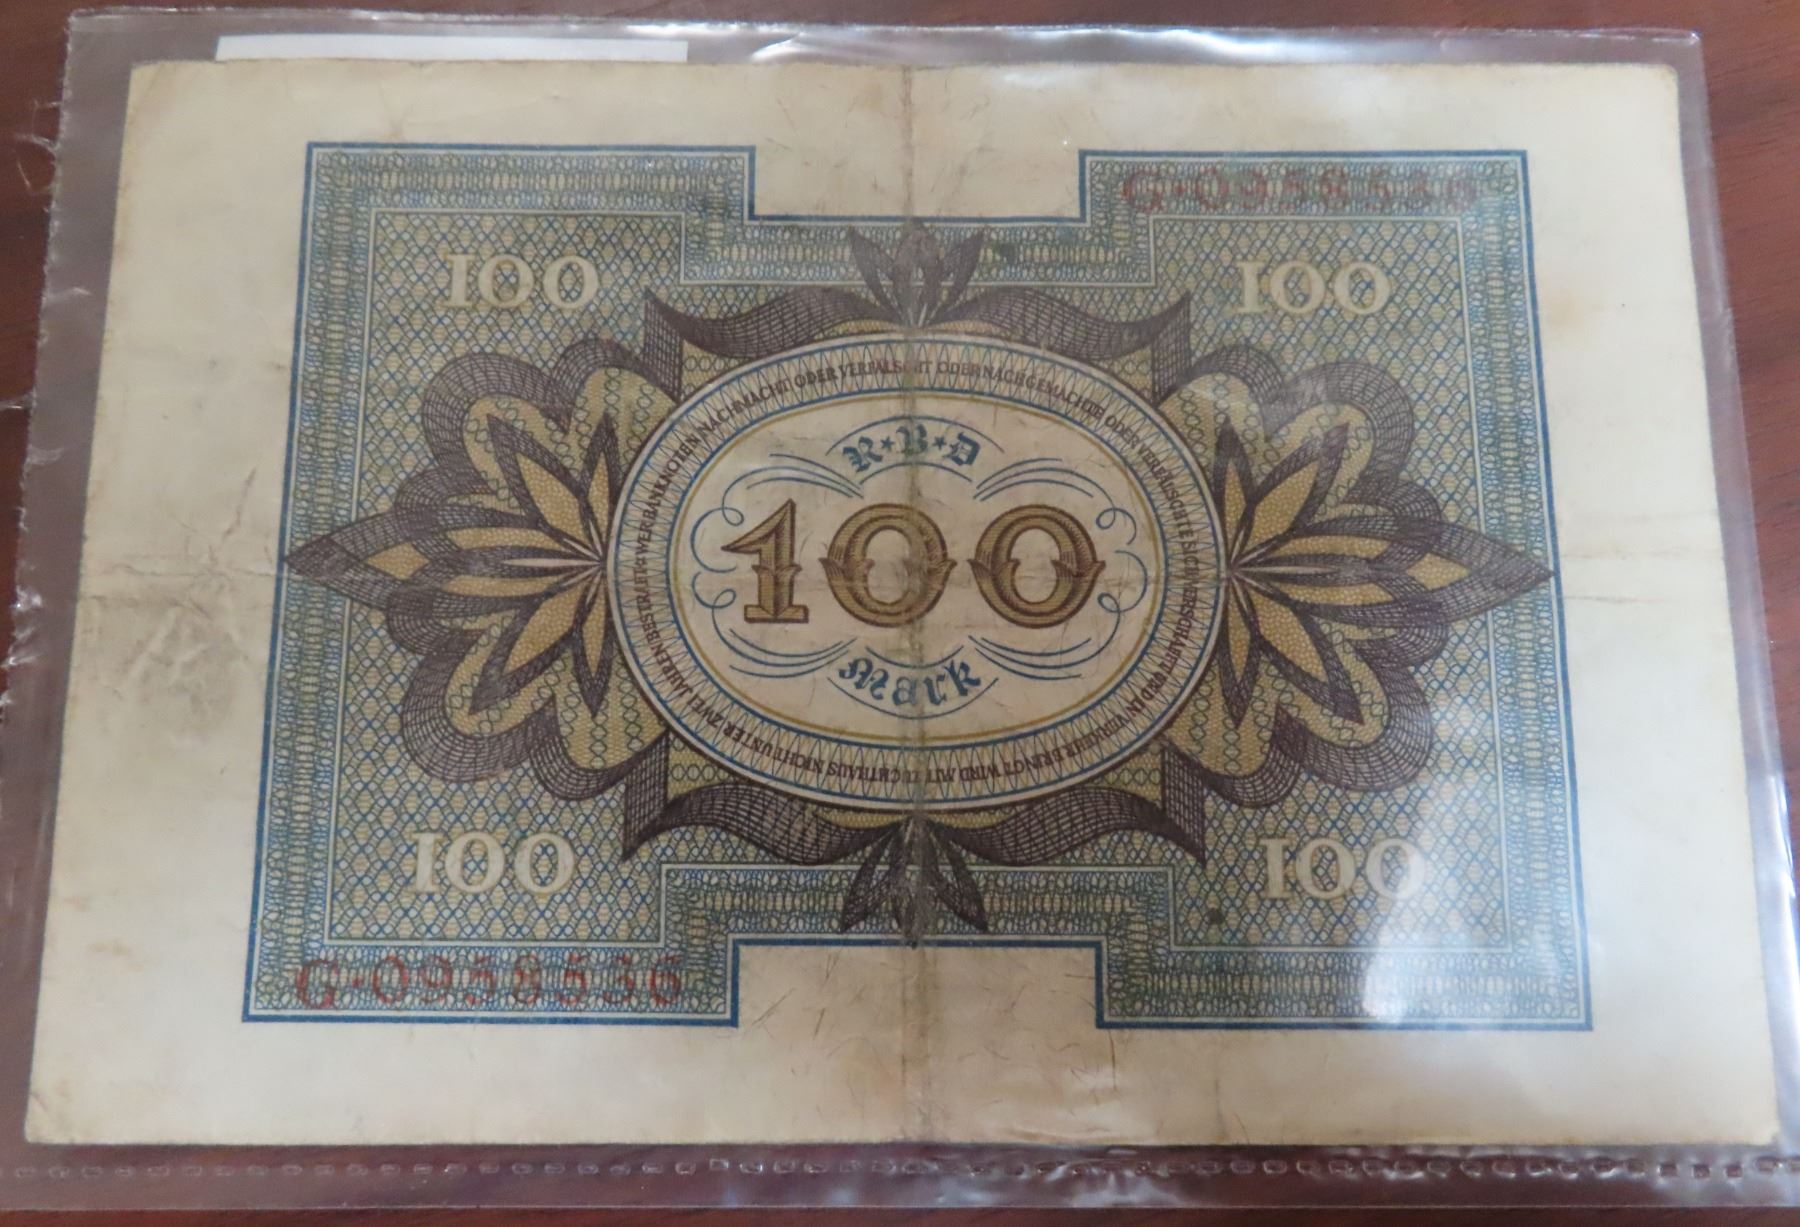 G·0958536
100 100
WER BANKNOTEN NACHMACHT ODER VERFÄLSCHT ODER NACHGEMACHTE ODER VERFÄLSCHTE SICH VERSCHAFFT UND IN VERKEHR BRINGT WIRD MIT ZUCHTHAUS NICHT UNTER ZWEI JAHREN BESTRAFT
R★B★D
100
Mark
100 100
G·0958536